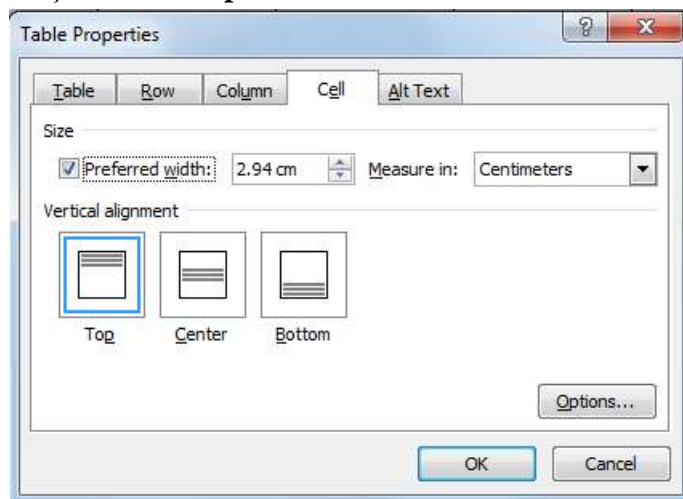 Table Properties
Table Row Column Cell Alt Text
Size
Preferred width: 2.94 cm Measure in: Centimeters
Vertical alignment
Top Center Bottom
Options...
OK Cancel